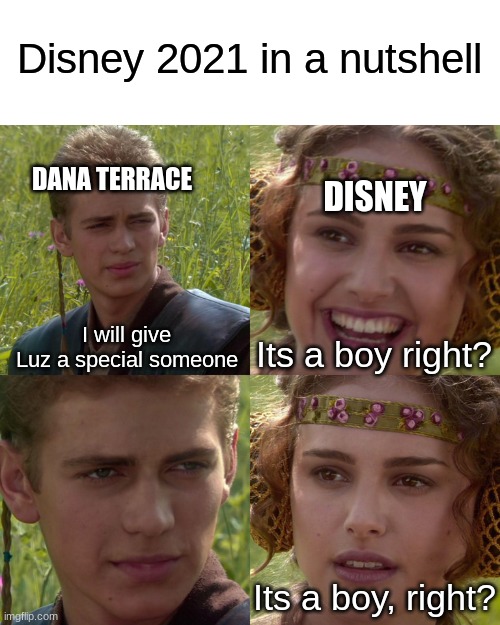 Disney 2021 in a nutshell
DANA TERRACE
DISNEY
I will give
Luz a special someone
Its a boy right?
Its a boy, right?
imgflip.com